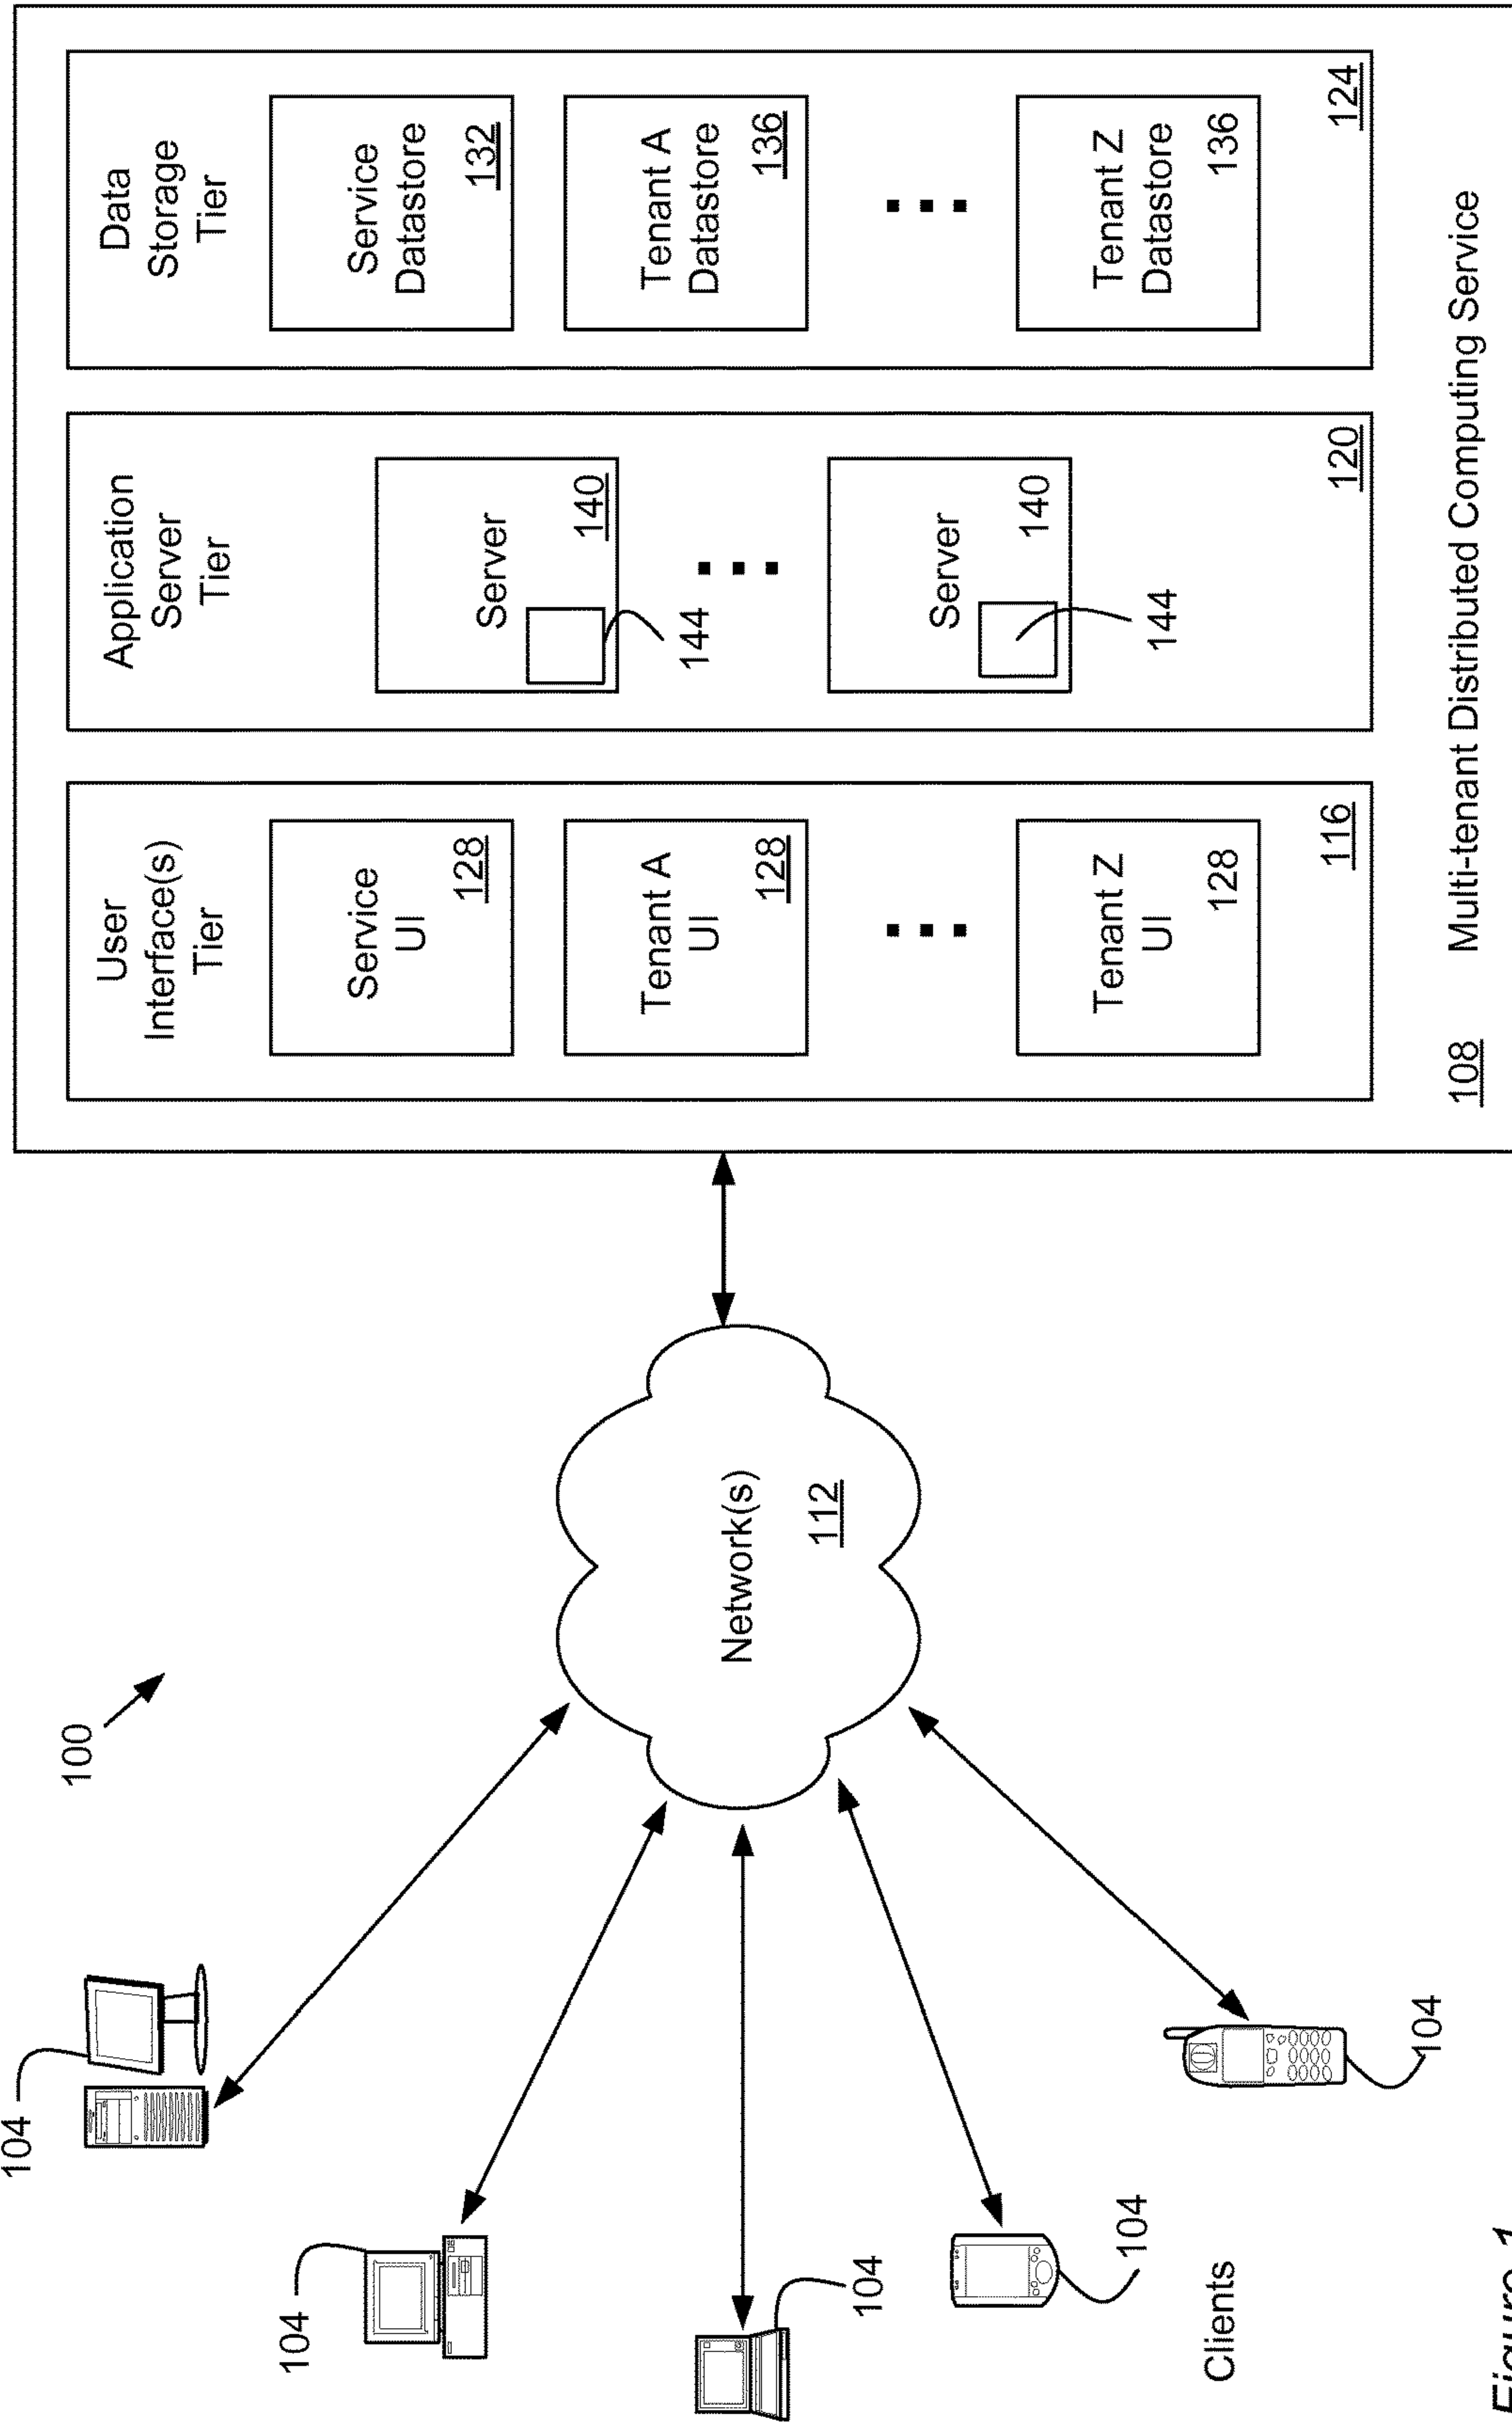 100
104
104
104
104
104
Clients
Network(s)
112
User
Interface(s)
Tier
Service
UI
128
Tenant A
UI
128
Tenant Z
UI
128
116
Application
Server
Tier
Server
140
144
Server
140
144
120
Data
Storage
Tier
Service
Datastore
132
Tenant A
Datastore
136
Tenant Z
Datastore
136
124
108 Multi-tenant Distributed Computing Service
Figure 1